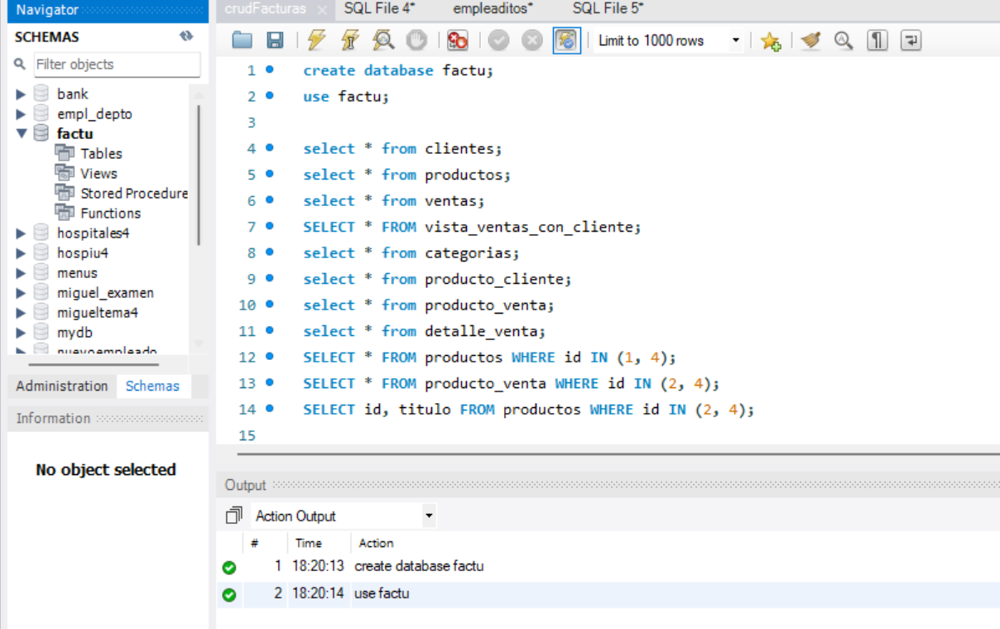 Navigator
SCHEMAS
Filter objects
bank
empl_depto
factu
Tables
Views
Stored Procedure
Functions
hospitales4
hospiu4
menus
miguel_examen
migueltema4
mydb
nuevoempleado
Administration Schemas
Information
No object selected
crudFacturas SQL File 4* empleaditos* SQL File 5*
Limit to 1000 rows
1 create database factu;
2 use factu;
3
4 select * from clientes;
5 select * from productos;
6 select * from ventas;
7 SELECT * FROM vista_ventas_con_cliente;
8 select * from categorias;
9 select * from producto_cliente;
10 select * from producto_venta;
11 select * from detalle_venta;
12 SELECT * FROM productos WHERE id IN (1, 4);
13 SELECT * FROM producto_venta WHERE id IN (2, 4);
14 SELECT id, titulo FROM productos WHERE id IN (2, 4);
15
Output
Action Output
# Time Action
1 18:20:13 create database factu
2 18:20:14 use factu